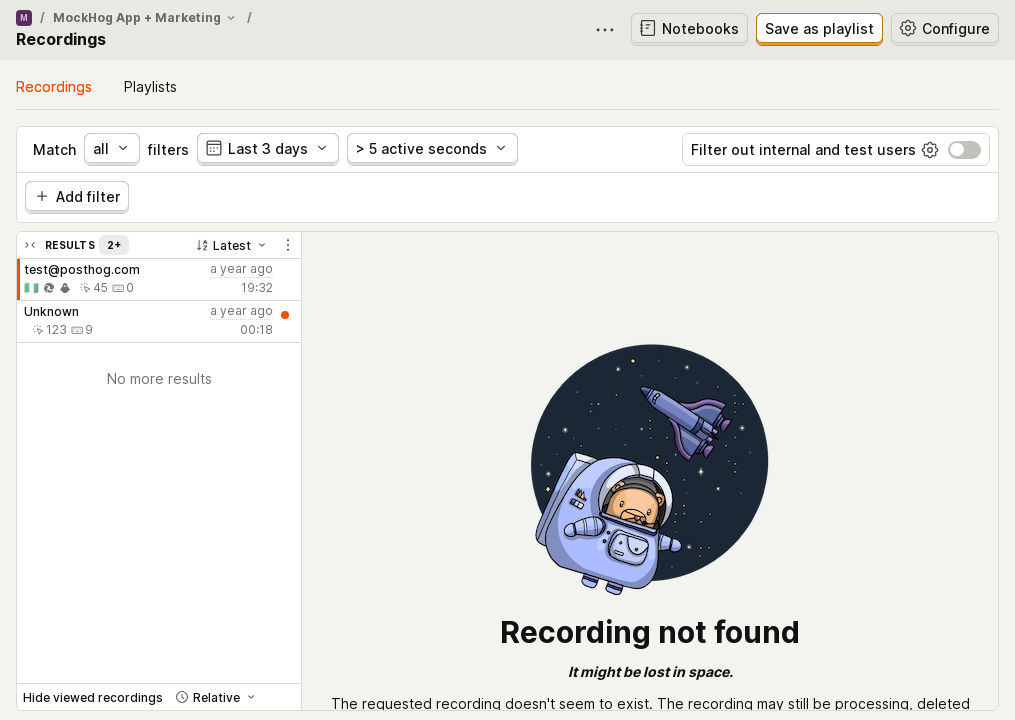 M / MockHog App + Marketing /
Recordings
Notebooks
Save as playlist
Configure
Recordings
Playlists
Match all filters
Last 3 days
> 5 active seconds
Filter out internal and test users
Add filter
RESULTS 2+
Latest
test@posthog.com a year ago
45 0 19:32
Unknown a year ago
123 9 00:18
No more results
Hide viewed recordings
Relative
Recording not found
It might be lost in space.
The requested recording doesn't seem to exist. The recording may still be processing, deleted